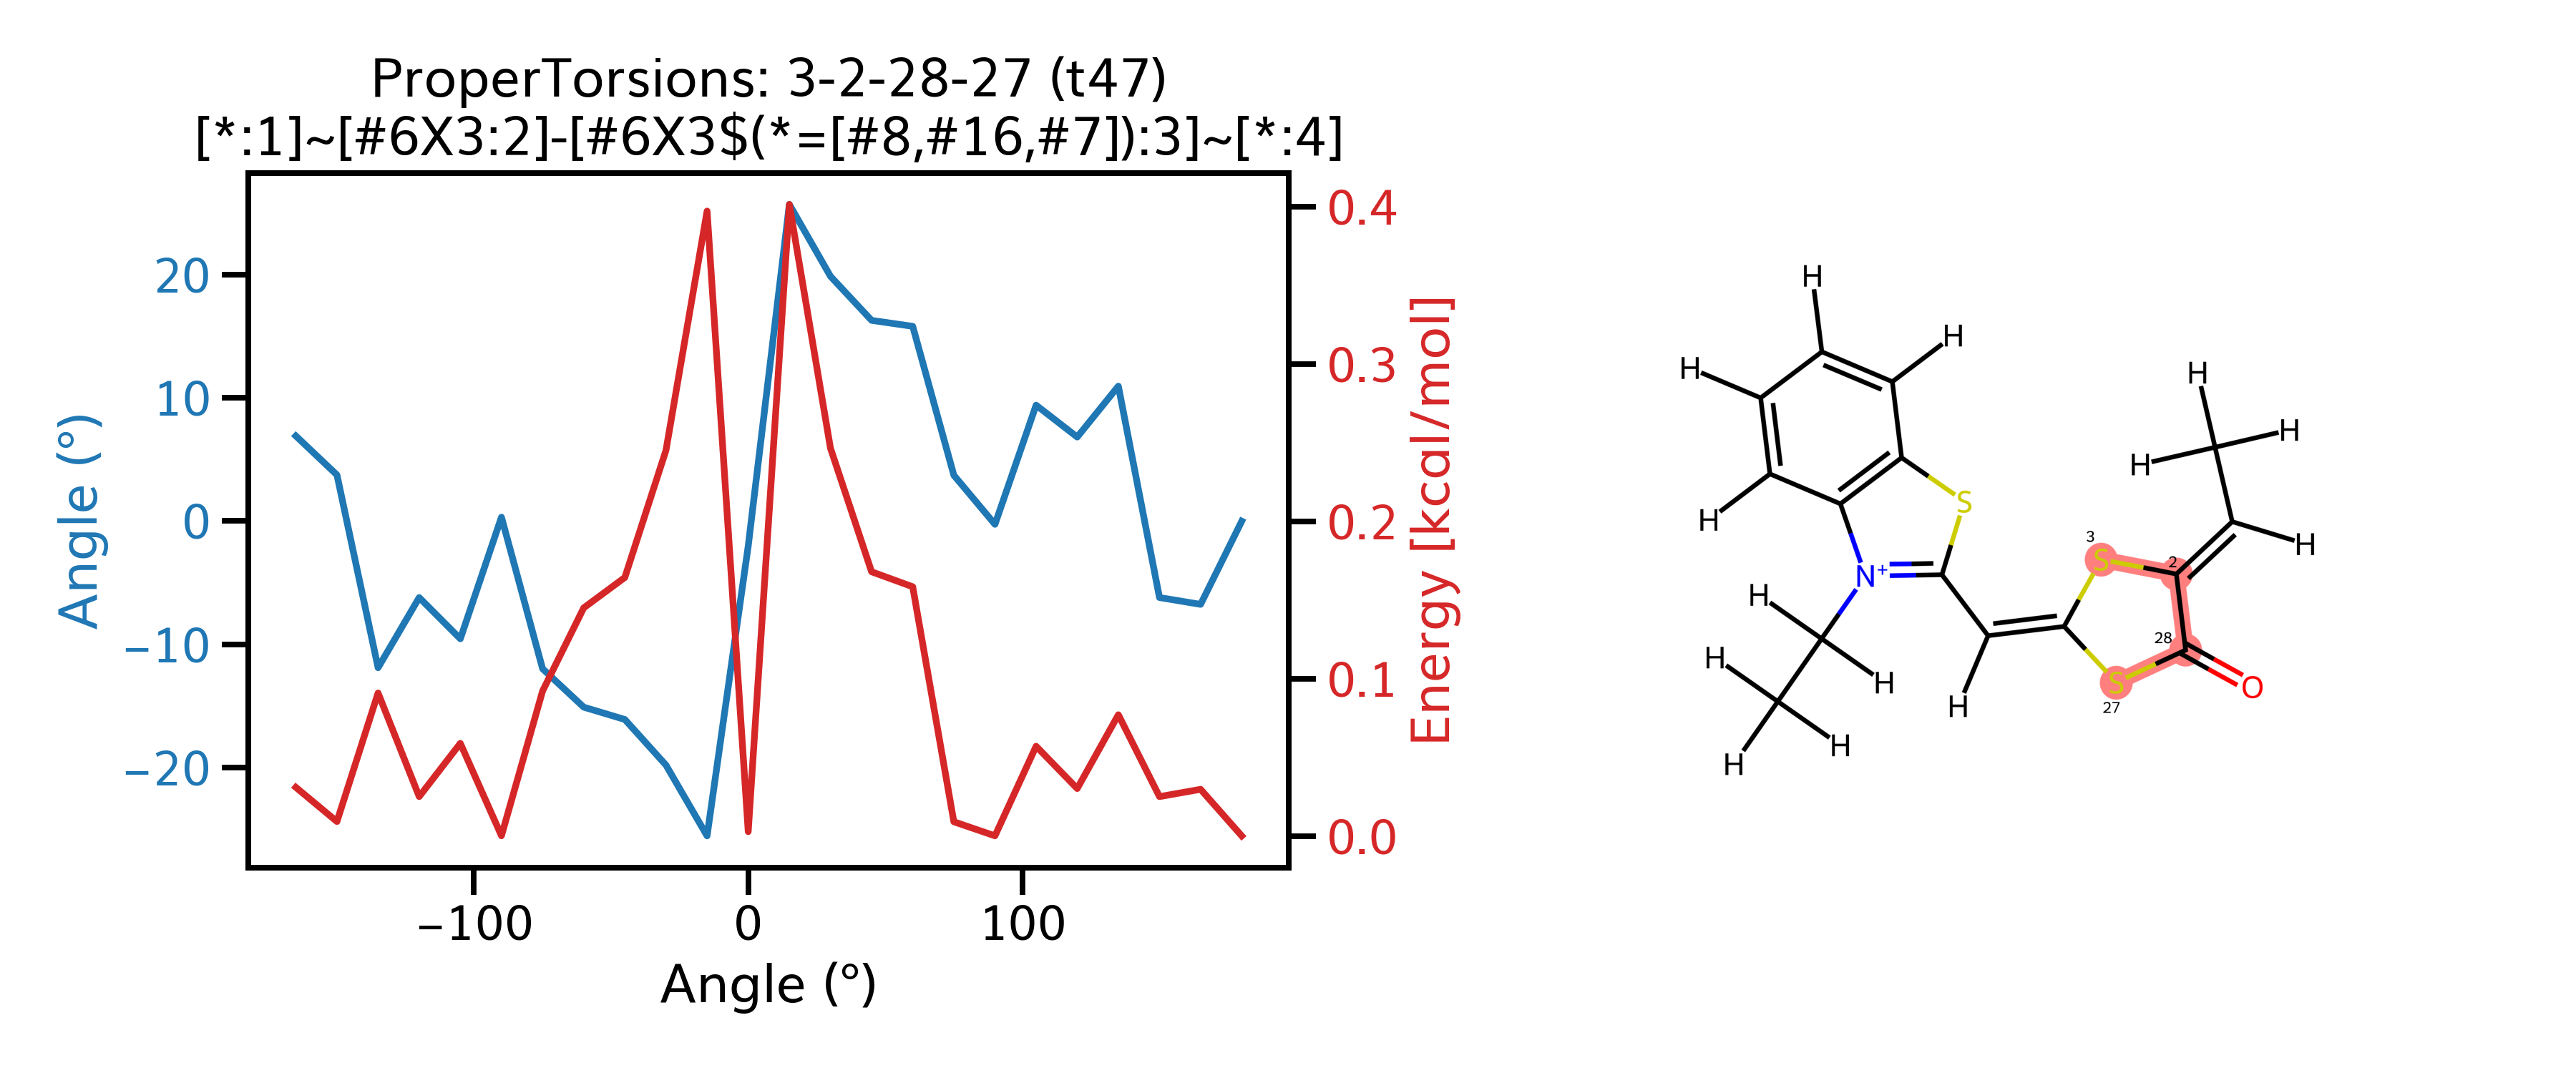 ProperTorsions: 3-2-28-27 (t47)
[*:1]~[#6X3:2]-[#6X3$(*=[#8,#16,#7]):3]~[*:4]
20
10
0
−10
−20
Angle (°)
0.4
0.3
0.2
0.1
0.0
Energy [kcal/mol]
−100
0
100
Angle (°)
H
H
H
H
H
H
H
H
S
3
S
2
N+
H
H
28
S
27
O
H
H
H
H
H